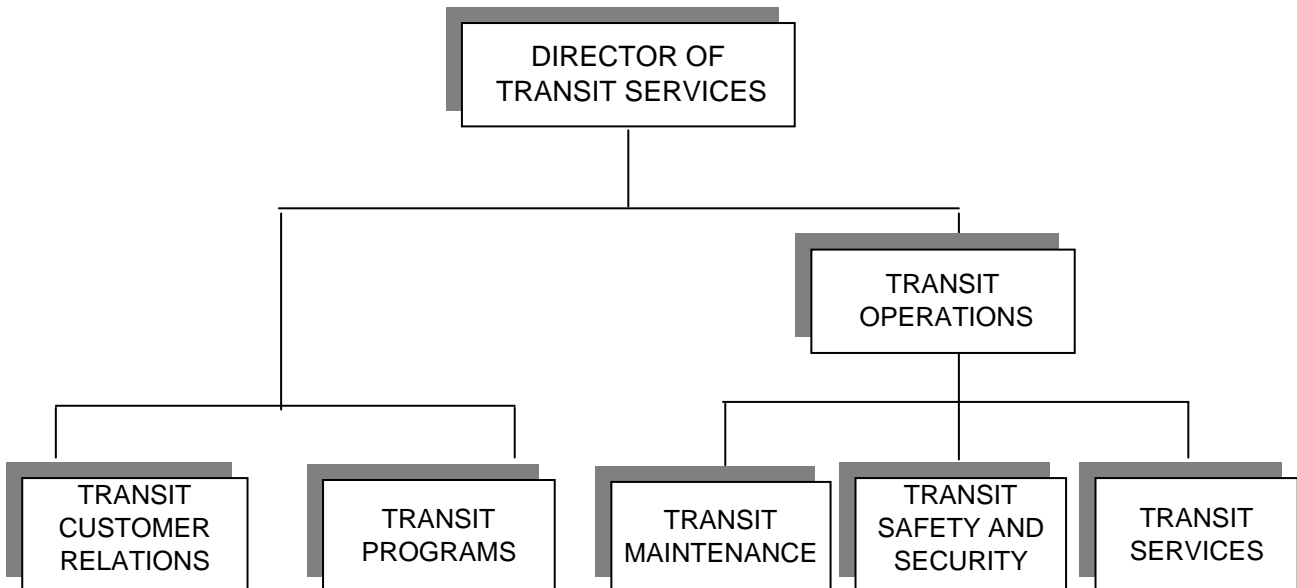 DIRECTOR OF
TRANSIT SERVICES
TRANSIT
OPERATIONS
TRANSIT
CUSTOMER
RELATIONS
TRANSIT
PROGRAMS
TRANSIT
MAINTENANCE
TRANSIT
SAFETY AND
SECURITY
TRANSIT
SERVICES